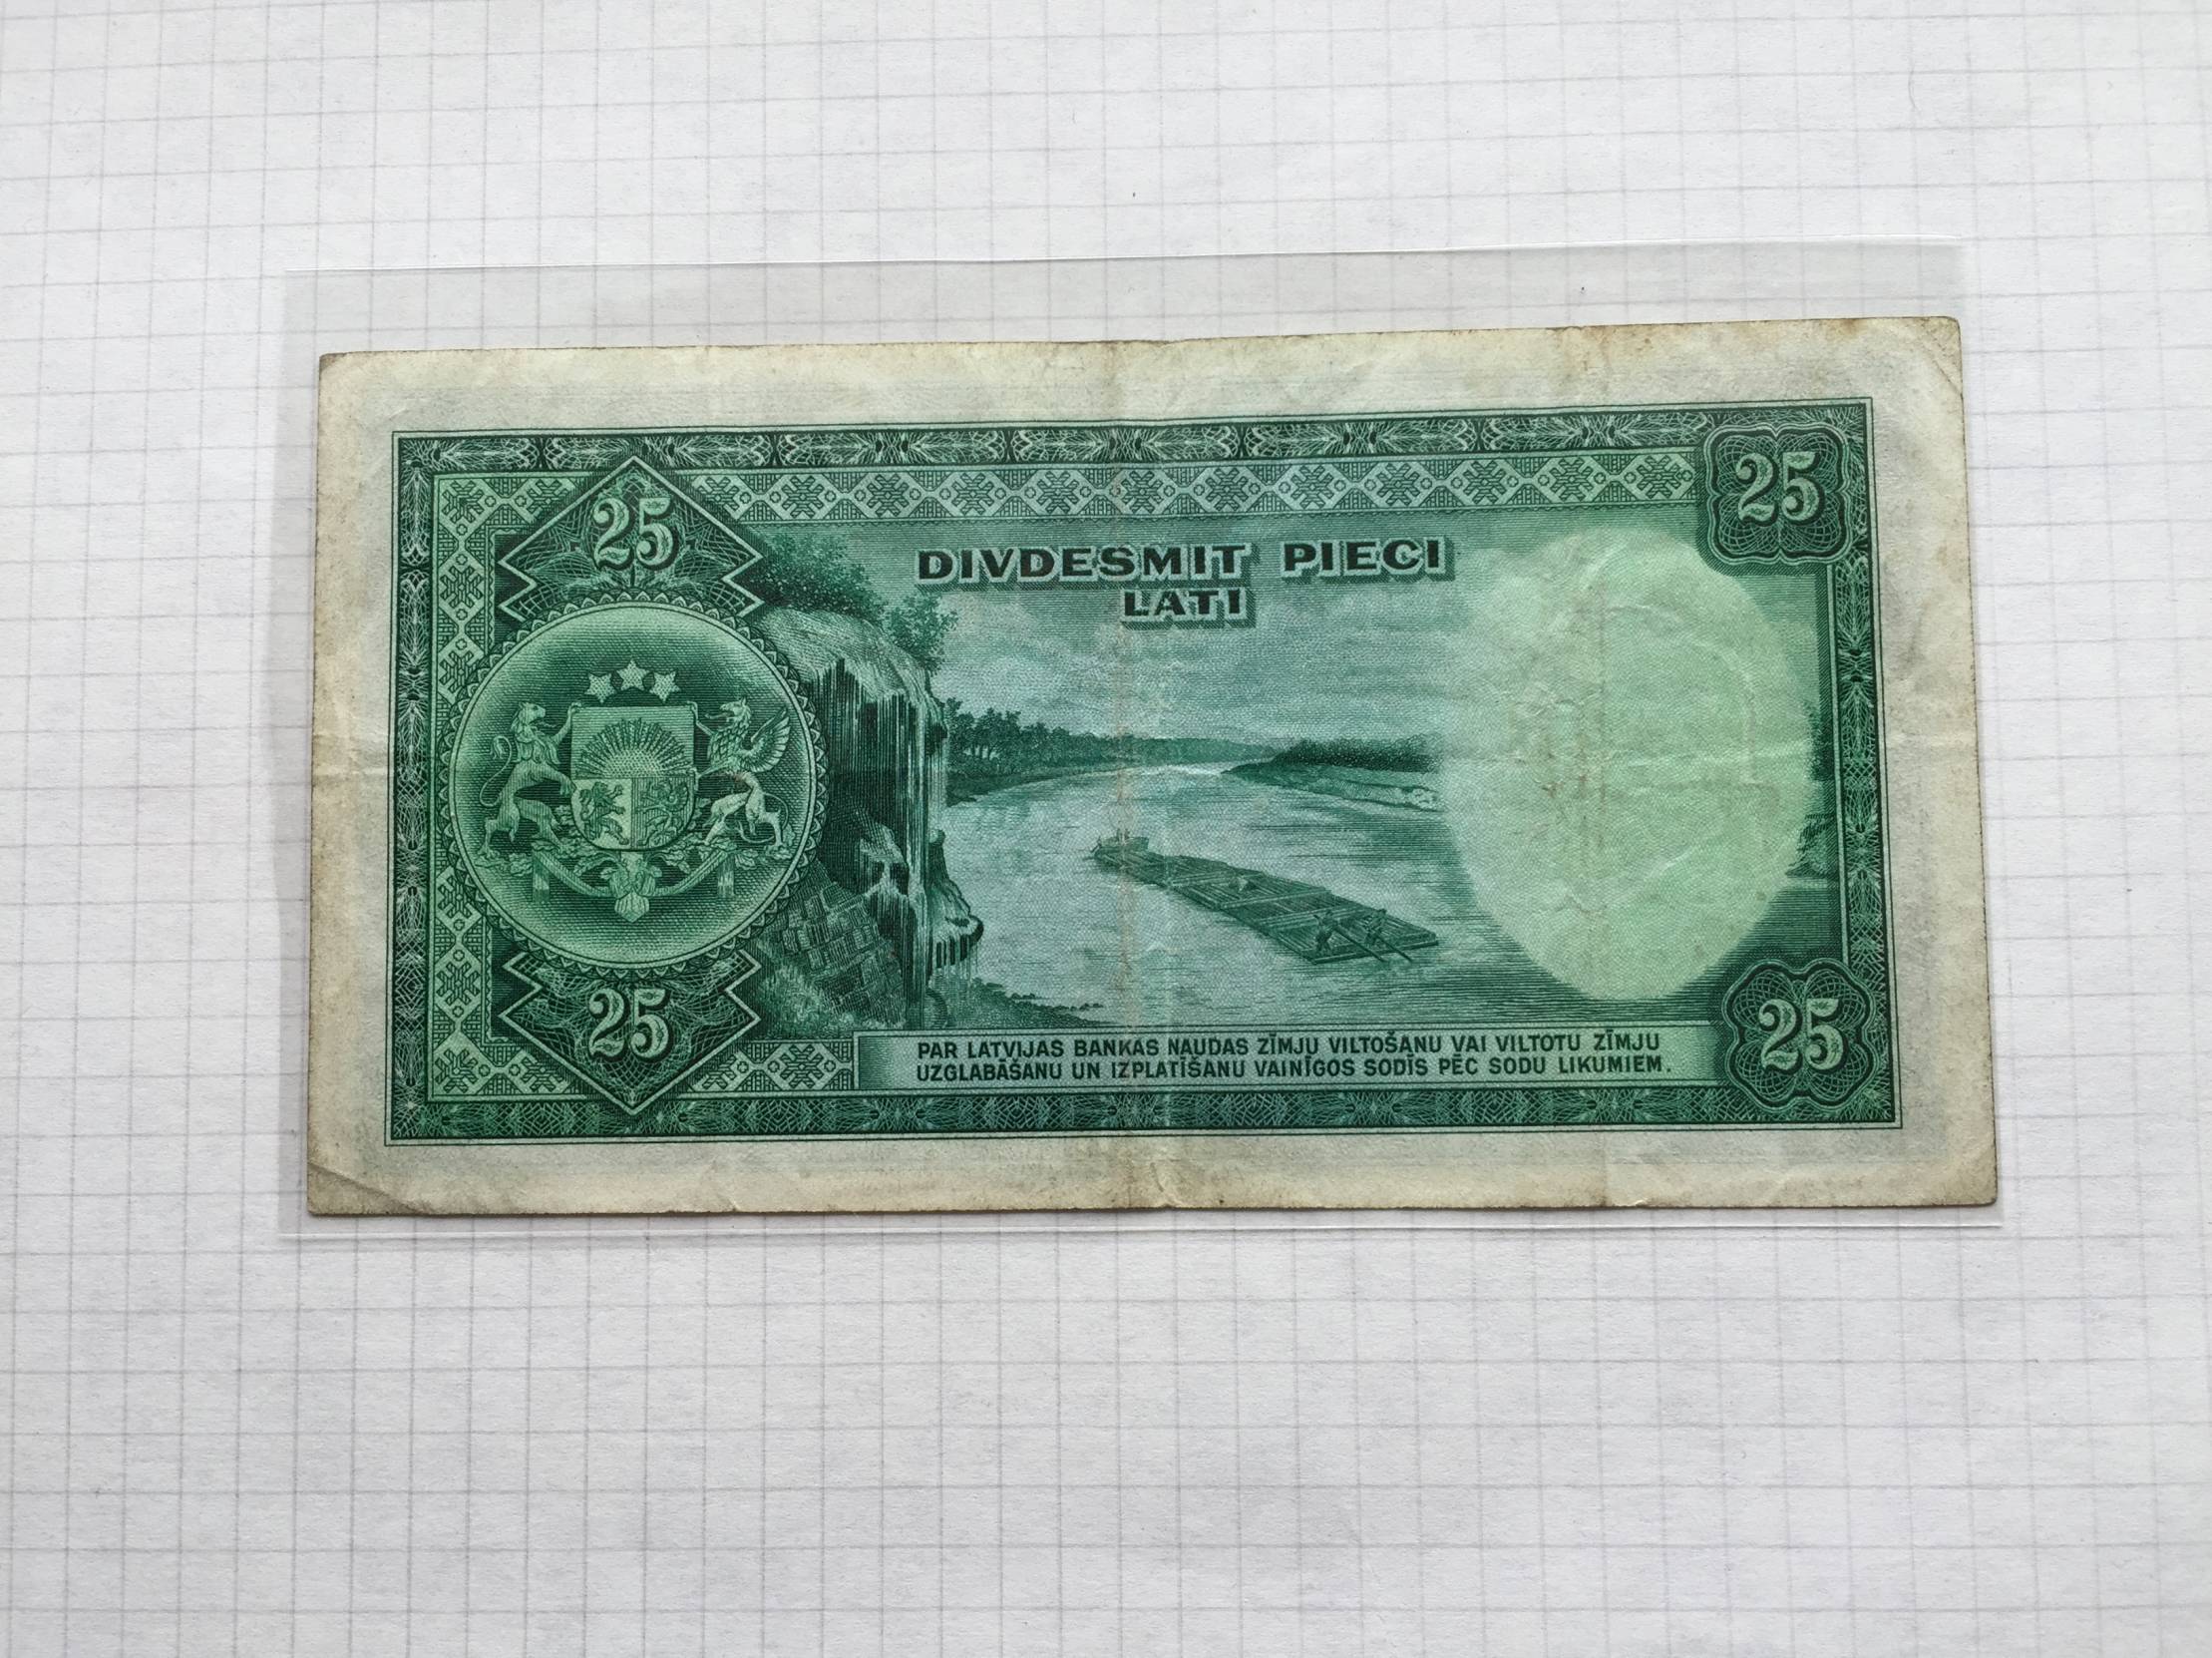 25
25
DIVDESMIT PIECI
LATI
25
PAR LATVIJAS BANKAS NAUDAS ZĪMJU VILTOŠANU VAI VILTOTU ZĪMJU
UZGLABĀŠANU UN IZPLATĪŠANU VAINĪGOS SODĪS PĒC SODU LIKUMIEM.
25